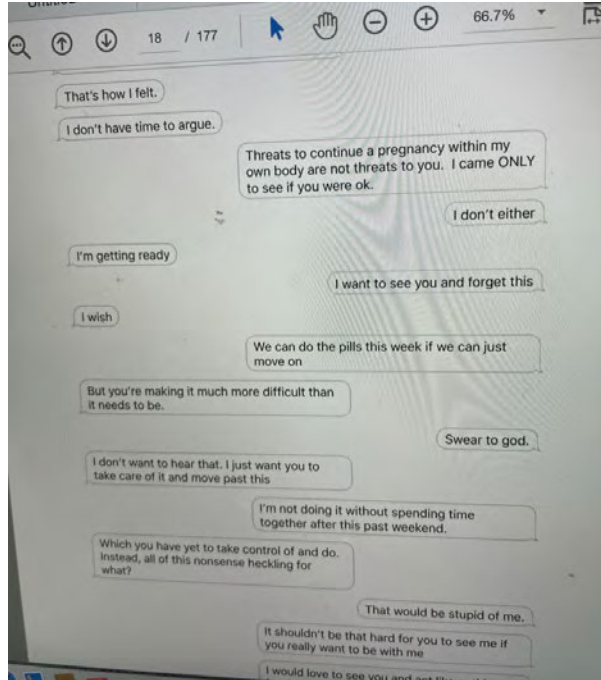 18 / 177
66.7%
That's how I felt.
I don't have time to argue.
Threats to continue a pregnancy within my
own body are not threats to you. I came ONLY
to see if you were ok.
I don't either
I'm getting ready
I want to see you and forget this
I wish
We can do the pills this week if we can just
move on
But you're making it much more difficult than
it needs to be.
Swear to god.
I don't want to hear that. I just want you to
take care of it and move past this
I'm not doing it without spending time
together after this past weekend.
Which you have yet to take control of and do.
Instead, all of this nonsense heckling for
what?
That would be stupid of me.
It shouldn't be that hard for you to see me if
you really want to be with me
I would love to see you and